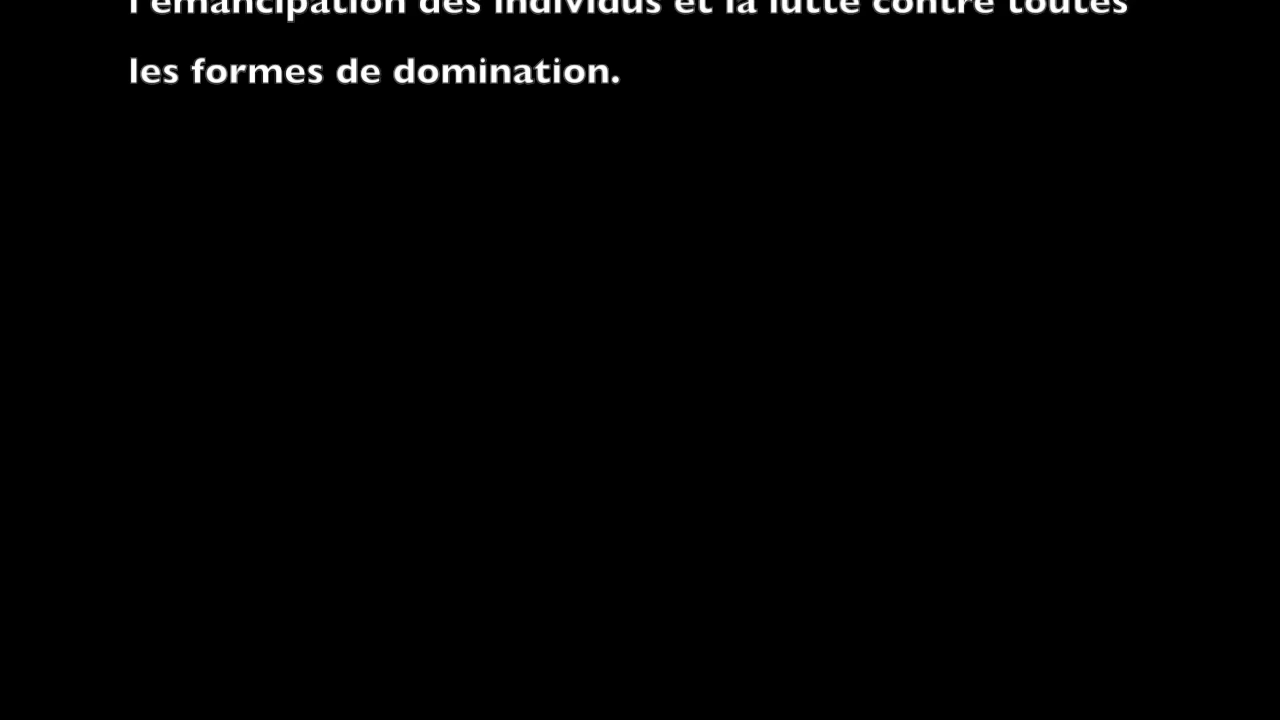 l'émancipation des individus et la lutte contre toutes
les formes de domination.